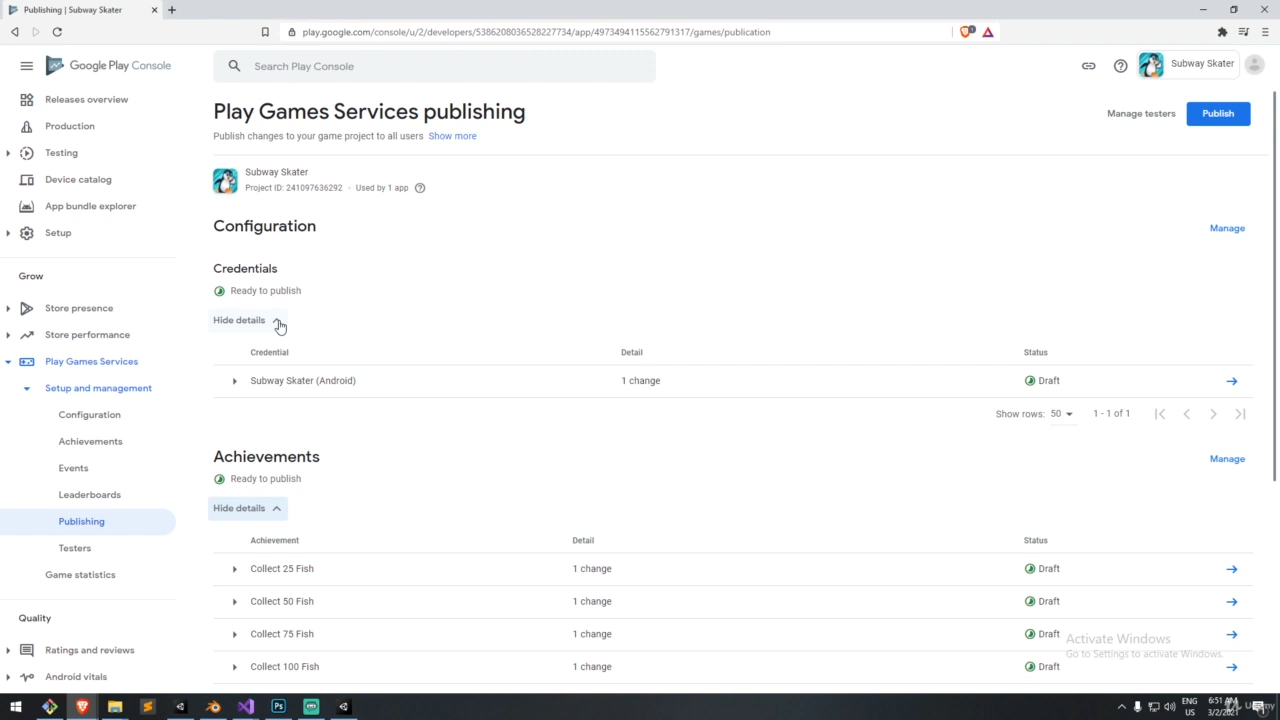 Publishing | Subway Skater
play.google.com/console/u/2/developers/5386208036528227734/app/4973494115562791317/games/publication
1
Google Play Console
Search Play Console
Subway Skater
Releases overview
Production
Testing
Device catalog
App bundle explorer
Setup
Grow
Store presence
Store performance
Play Games Services
Setup and management
Configuration
Achievements
Events
Leaderboards
Publishing
Testers
Game statistics
Quality
Ratings and reviews
Android vitals
Play Games Services publishing
Manage testers
Publish
Publish changes to your game project to all users Show more
Subway Skater
Project ID: 241097636292 · Used by 1 app
Configuration
Manage
Credentials
Ready to publish
Hide details
Credential Detail Status
Subway Skater (Android) 1 change Draft
Show rows: 50 1 - 1 of 1
Achievements
Manage
Ready to publish
Hide details
Achievement Detail Status
Collect 25 Fish 1 change Draft
Collect 50 Fish 1 change Draft
Collect 75 Fish 1 change Draft
Collect 100 Fish 1 change Draft
Activate Windows
Go to Settings to activate Windows.
ENG
US
6:51 AM